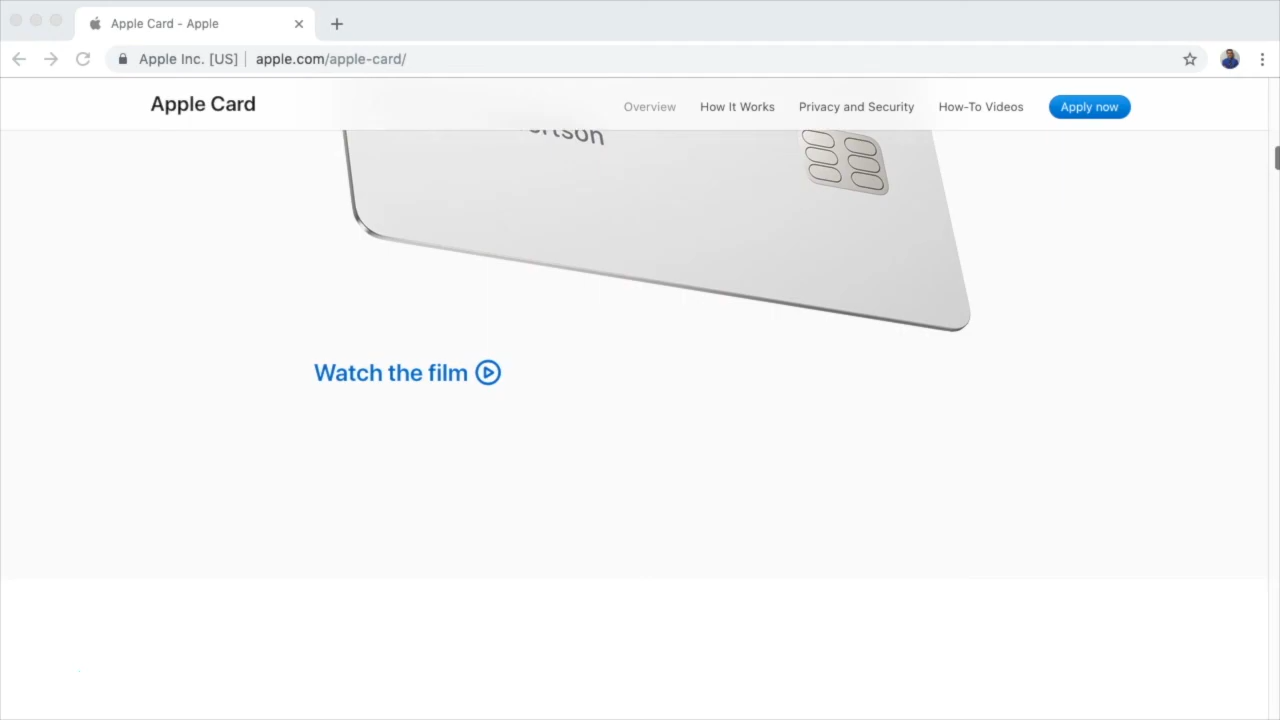 Apple Card - Apple
Apple Inc. [US] apple.com/apple-card/
Apple Card
Overview
How It Works
Privacy and Security
How-To Videos
Apply now
Watch the film